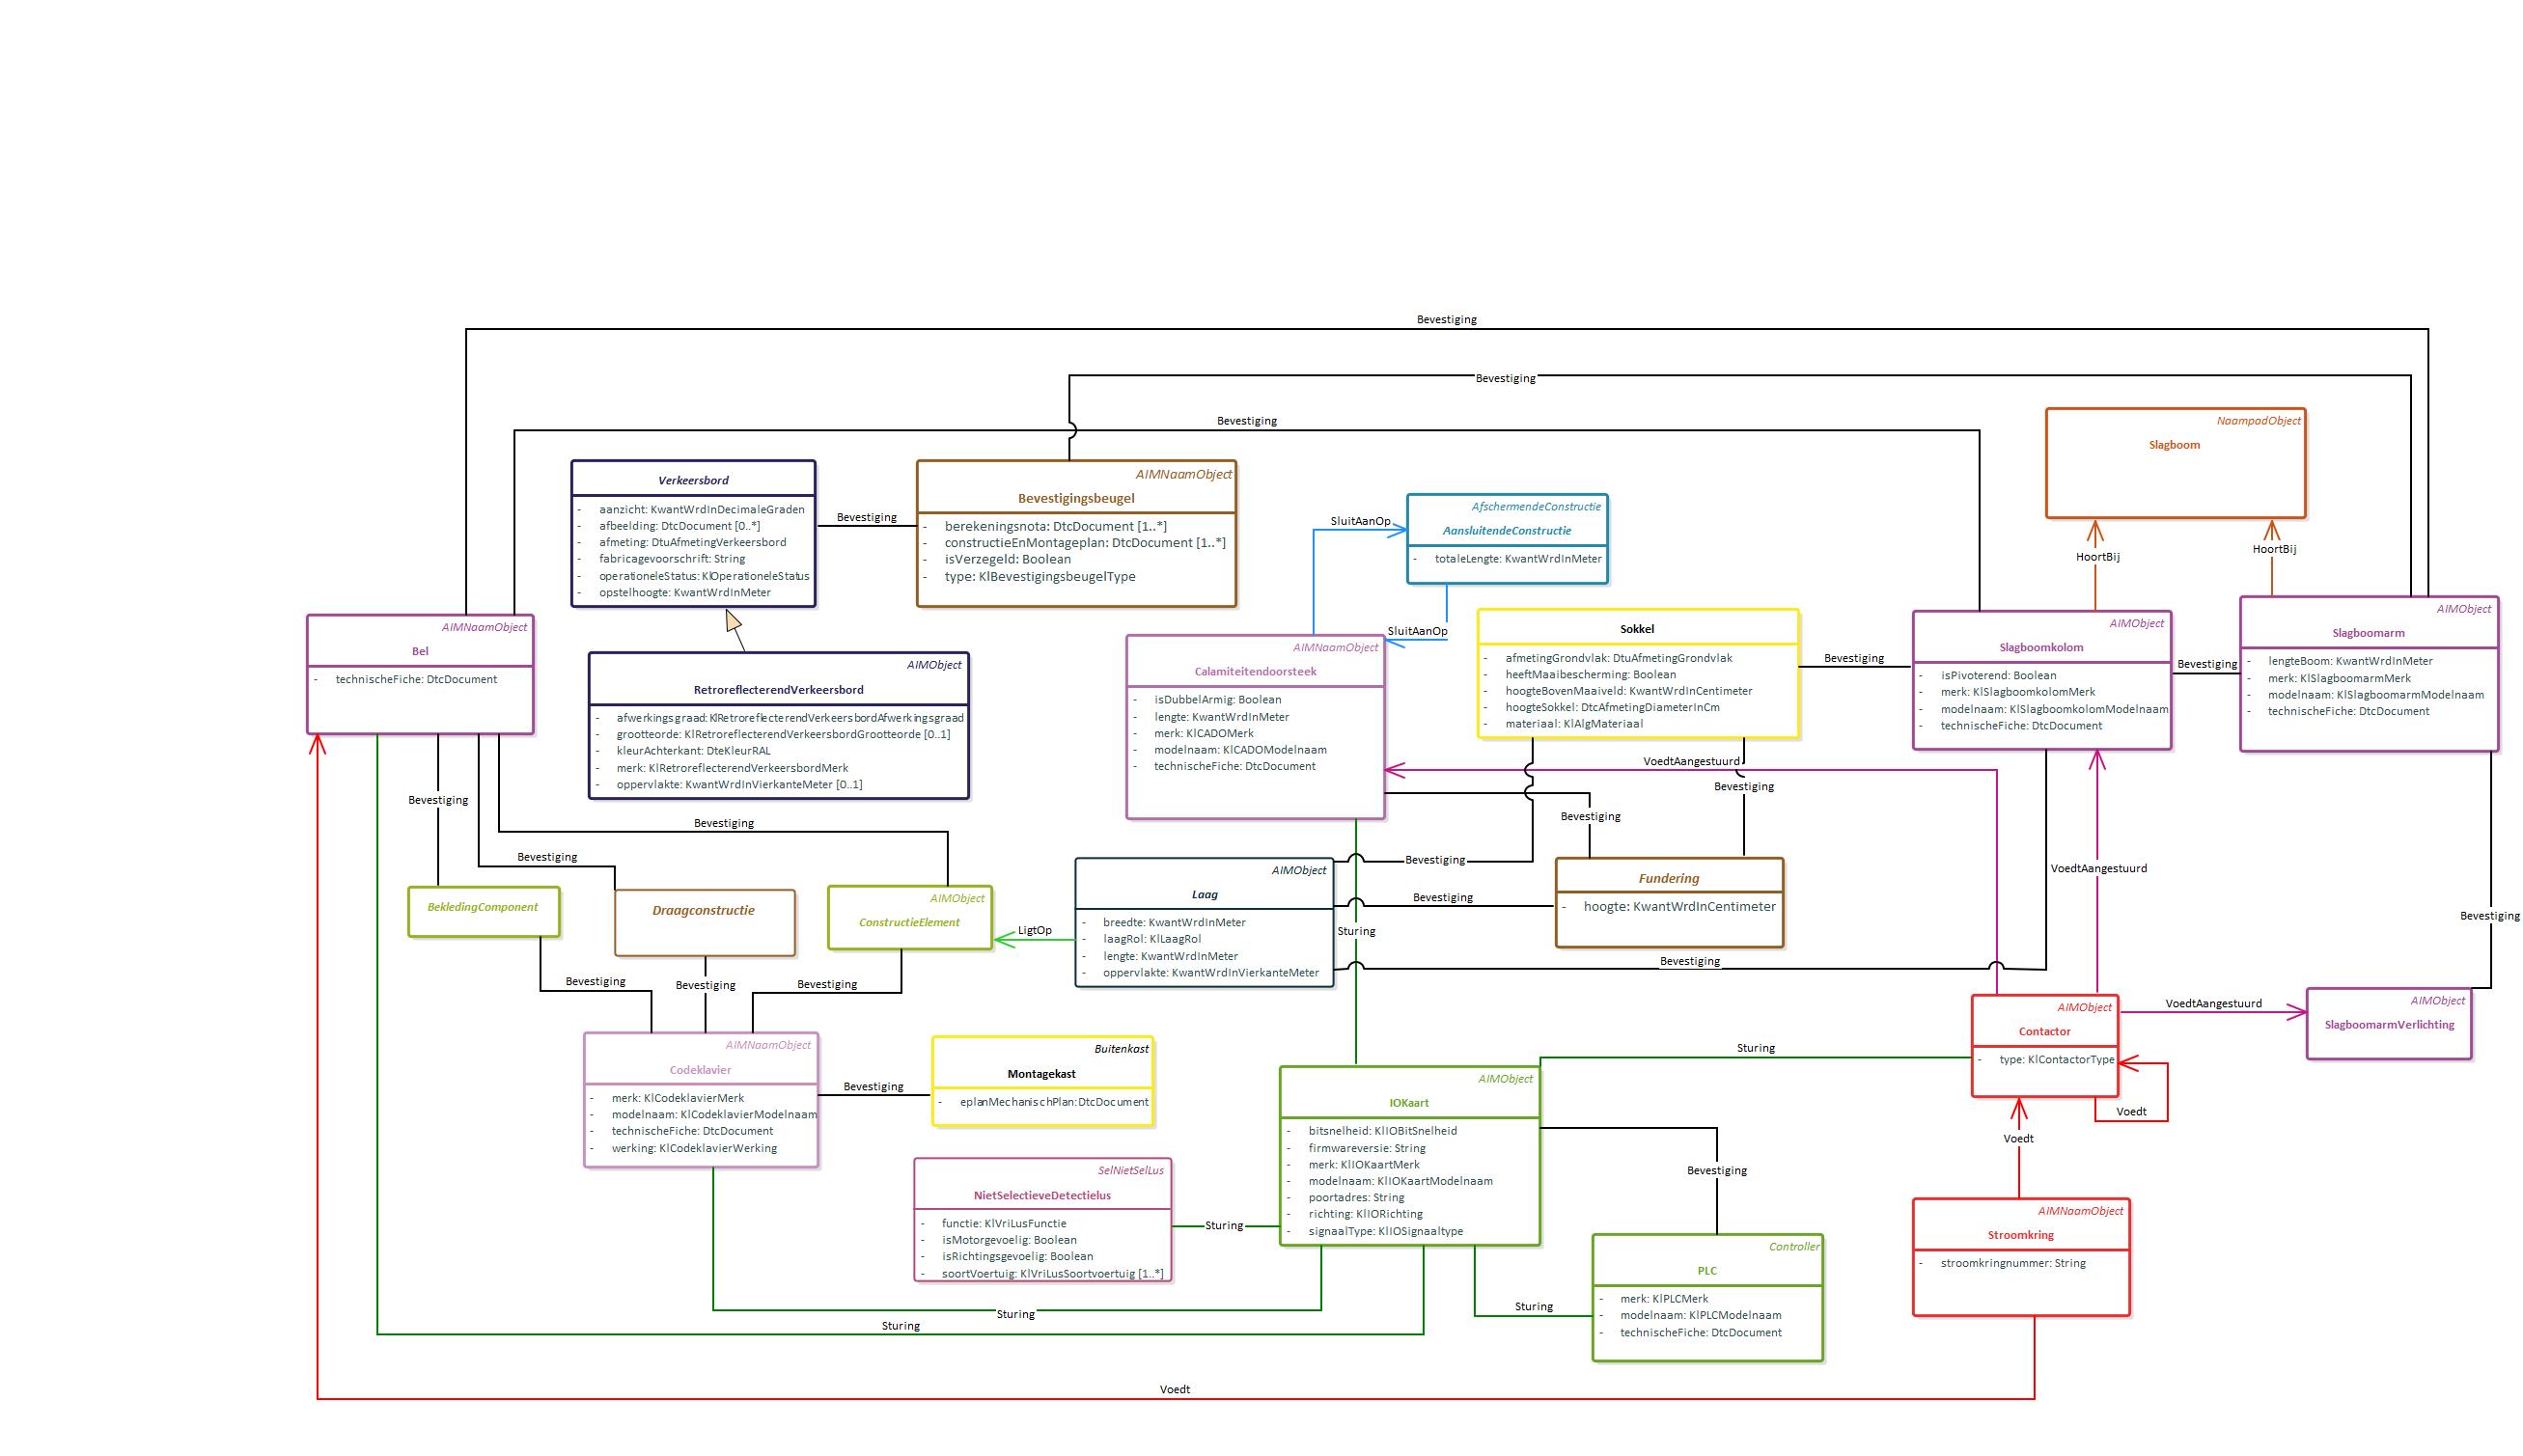 Bevestiging
Bevestiging
Bevestiging
NaampadObject
Slagboom
HoortBij
HoortBij
Verkeersbord
- aanzicht: KwantWrdInDecimaleGraden
- afbeelding: DtcDocument [0..*]
- afmeting: DtuAfmetingVerkeersbord
- fabricagevoorschrift: String
- operationeleStatus: KlOperationeleStatus
- opstelhoogte: KwantWrdInMeter
Bevestiging
AIMNaamObject
Bevestigingsbeugel
- berekeningsnota: DtcDocument [1..*]
- constructieEnMontageplan: DtcDocument [1..*]
- isVerzegeld: Boolean
- type: KlBevestigingsbeugelType
SluitAanOp
AfschermendeConstructie
AansluitendeConstructie
- totaleLengte: KwantWrdInMeter
SluitAanOp
AIMNaamObject
Bel
- technischeFiche: DtcDocument
AIMObject
RetroreflecterendVerkeersbord
- afwerkingsgraad: KlRetroreflecterendVerkeersbordAfwerkingsgraad
- grootteorde: KlRetroreflecterendVerkeersbordGrootteorde [0..1]
- kleurAchterkant: DteKleurRAL
- merk: KlRetroreflecterendVerkeersbordMerk
- oppervlakte: KwantWrdInVierkanteMeter [0..1]
AIMNaamObject
Calamiteitendoorsteek
- isDubbelArmig: Boolean
- lengte: KwantWrdInMeter
- merk: KlCADOMerk
- modelnaam: KlCADOModelnaam
- technischeFiche: DtcDocument
Sokkel
- afmetingGrondvlak: DtuAfmetingGrondvlak
- heeftMaaibescherming: Boolean
- hoogteBovenMaaiveld: KwantWrdInCentimeter
- hoogteSokkel: DtcAfmetingDiameterInCm
- materiaal: KlAlgMateriaal
Bevestiging
AIMObject
Slagboomkolom
- isPivoterend: Boolean
- merk: KlSlagboomkolomMerk
- modelnaam: KlSlagboomkolomModelnaam
- technischeFiche: DtcDocument
Bevestiging
AIMObject
Slagboomarm
- lengteBoom: KwantWrdInMeter
- merk: KlSlagboomarmMerk
- modelnaam: KlSlagboomarmModelnaam
- technischeFiche: DtcDocument
VoedtAangestuurd
Bevestiging
Bevestiging
Bevestiging
Bevestiging
Bevestiging
Bevestiging
VoedtAangestuurd
Bevestiging
BekledingComponent
Draagconstructie
AIMObject
ConstructieElement
LigtOp
AIMObject
Laag
- breedte: KwantWrdInMeter
- laagRol: KlLaagRol
- lengte: KwantWrdInMeter
- oppervlakte: KwantWrdInVierkanteMeter
Bevestiging
Sturing
Fundering
- hoogte: KwantWrdInCentimeter
Bevestiging
Bevestiging
Bevestiging
Bevestiging
AIMNaamObject
Codeklavier
- merk: KlCodeklavierMerk
- modelnaam: KlCodeklavierModelnaam
- technischeFiche: DtcDocument
- werking: KlCodeklavierWerking
Bevestiging
Buitenkast
Montagekast
- eplanMechanischPlan: DtcDocument
Sturing
AIMObject
Contactor
- type: KlContactorType
VoedtAangestuurd
AIMObject
SlagboomarmVerlichting
Voedt
Voedt
AIMObject
IOKaart
- bitsnelheid: KlIOBitSnelheid
- firmwareversie: String
- merk: KlIOKaartMerk
- modelnaam: KlIOKaartModelnaam
- poortadres: String
- richting: KlIORichting
- signaalType: KlIOSignaaltype
SelNietSelLus
NietSelectieveDetectielus
- functie: KlVriLusFunctie
- isMotorgevoelig: Boolean
- isRichtingsgevoelig: Boolean
- soortVoertuig: KlVriLusSoortvoertuig [1..*]
Sturing
Bevestiging
Controller
PLC
- merk: KlPLCMerk
- modelnaam: KlPLCModelnaam
- technischeFiche: DtcDocument
AIMNaamObject
Stroomkring
- stroomkringnummer: String
Sturing
Sturing
Sturing
Voedt